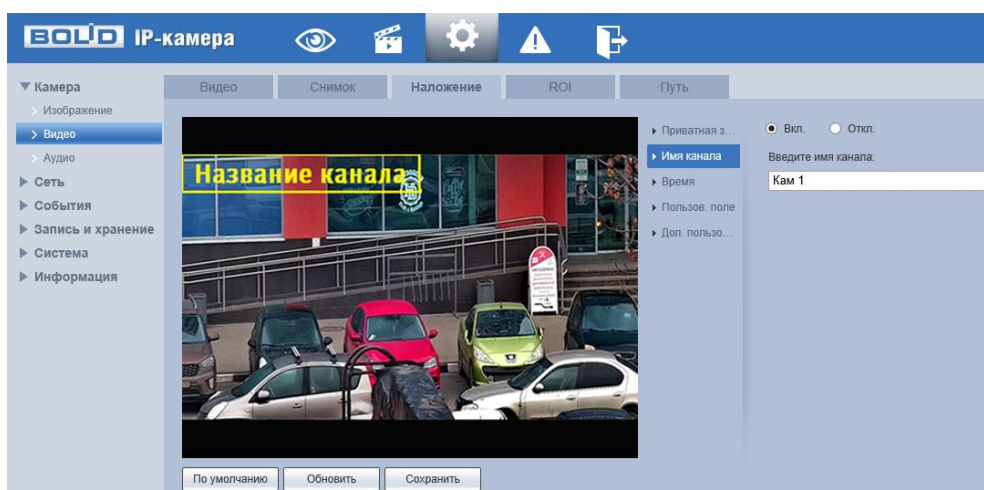 BOLID IP-камера
Камера
Изображение
Видео
Аудио
Сеть
События
Запись и хранение
Система
Информация
Видео
Снимок
Наложение
ROI
Путь
Название канала
Приватная з...
Имя канала
Время
Пользов. поле
Доп. пользо...
Вкл.
Откл.
Введите имя канала:
Кам 1
По умолчанию
Обновить
Сохранить